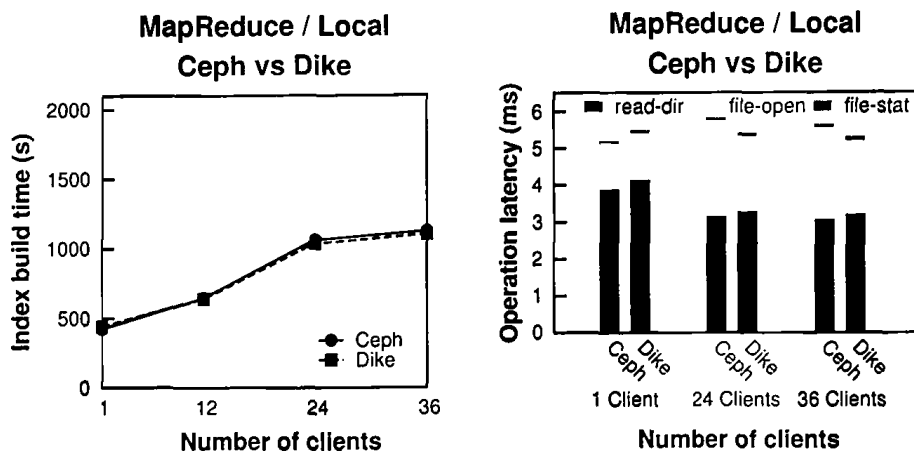 MapReduce / Local
Ceph vs Dike
2000
1500
1000
500
0
Index build time (s)
Ceph
Dike
1 12 24 36
Number of clients
MapReduce / Local
Ceph vs Dike
read-dir file-open file-stat
6
5
4
3
2
1
0
Operation latency (ms)
Ceph Dike Ceph Dike Ceph Dike
1 Client 24 Clients 36 Clients
Number of clients